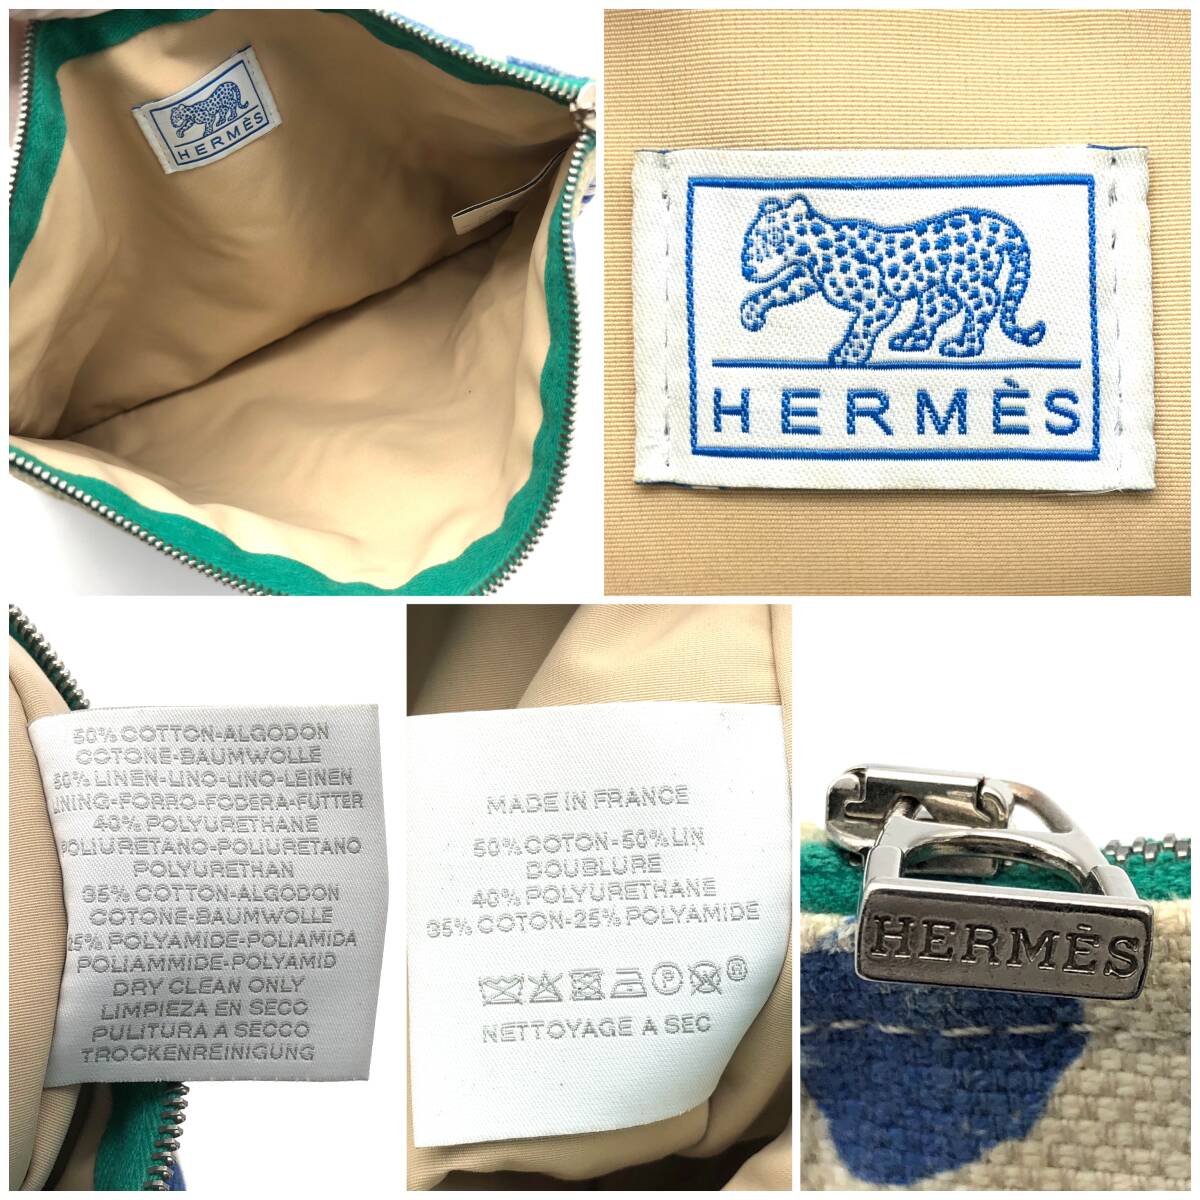 HERMÈS
HERMÈS
50% COTTON-ALGODON
COTONE-BAUMWOLLE
50% LINEN-LINO-LINO-LEINEN
LINING-FORRO-FODERA-FUTTER
40% POLYURETHANE
POLIURETANO-POLIURETANO
POLYURETHAN
35% COTTON-ALGODON
COTONE-BAUMWOLLE
25% POLYAMIDE-POLIAMIDA
POLIAMMIDE-POLYAMID
DRY CLEAN ONLY
LIMPIEZA EN SECO
PULITURA A SECCO
TROCKENREINIGUNG
MADE IN FRANCE
50% COTON-50% LIN
DOUBLURE
40% POLYURETHANE
35% COTON-25% POLYAMIDE
P ®
NETTOYAGE A SEC
HERMÈS